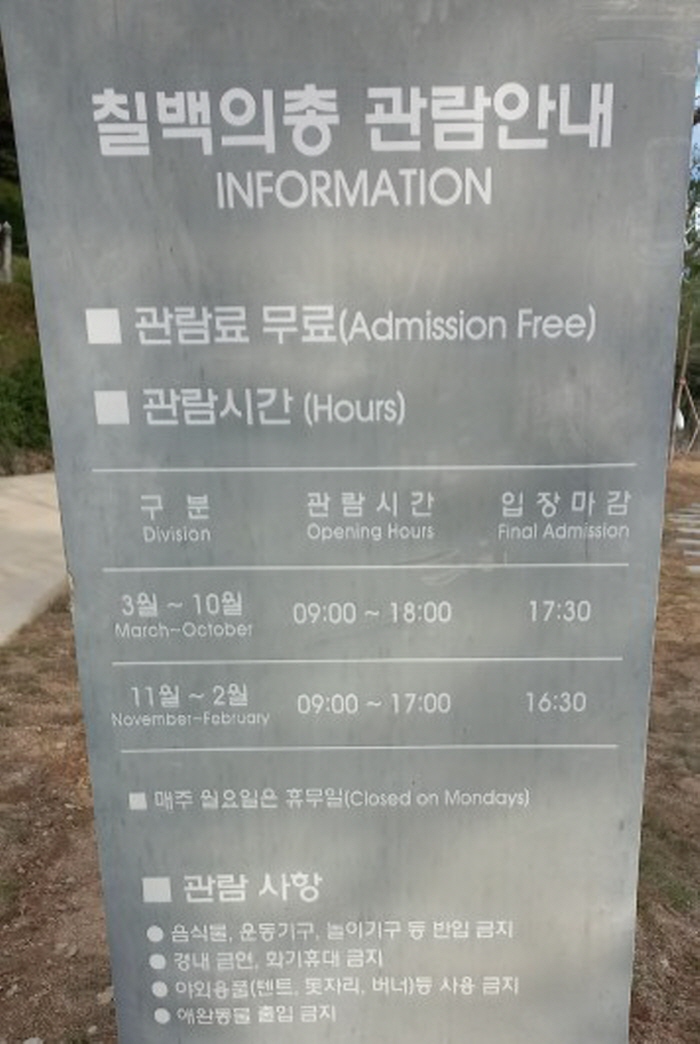 칠백의총 관람안내
INFORMATION
■ 관람료 무료(Admission Free)
■ 관람시간 (Hours)
구 분 관 람 시 간 입 장 마 감
Division Opening Hours Final Admission
3월 ~ 10월 09:00 ~ 18:00 17:30
March~October
11월 ~ 2월 09:00 ~ 17:00 16:30
November~February
■ 매주 월요일은 휴무일(Closed on Mondays)
■ 관람 사항
● 음식물, 운동기구, 놀이기구 등 반입 금지
● 경내 금연, 화기휴대 금지
● 야외용품(텐트, 돗자리, 버너)등 사용 금지
● 애완동물 출입 금지